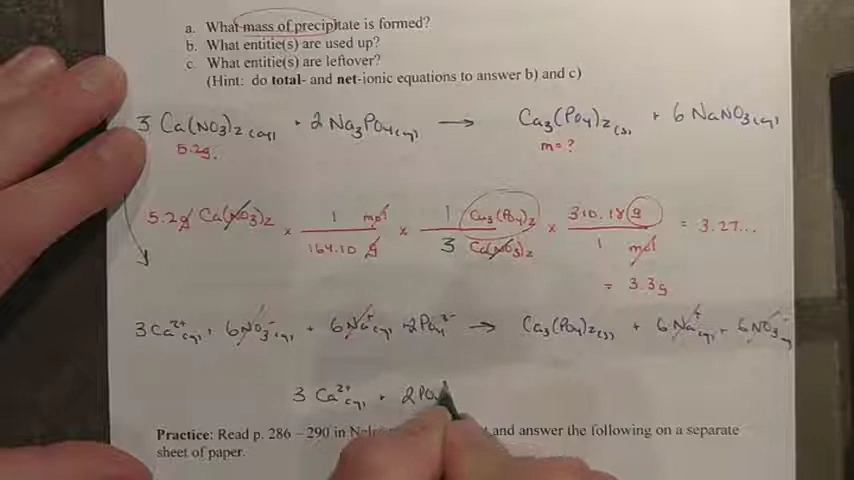 a. What mass of precipitate is formed?
b. What entitie(s) are used up?
c. What entitie(s) are leftover?
(Hint: do total- and net-ionic equations to answer b) and c)
3 Ca(NO3)2(aq) + 2 Na3PO4(aq) → Ca3(PO4)2(s) + 6 NaNO3(aq)
5.2g. m=?
5.2g Ca(NO3)2 × 1 mol / 164.10 g × 1 Ca3(PO4)2 / 3 Ca(NO3)2 × 310.18 g / 1 mol = 3.27...
= 3.3g
3Ca2+(aq) + 6NO3-(aq) + 6Na+(aq) + 2PO43- → Ca3(PO4)2(s) + 6Na+(aq) + 6NO3-(aq)
3 Ca2+(aq) + 2PO4
Practice: Read p. 286 – 290 in and answer the following on a separate
sheet of paper.